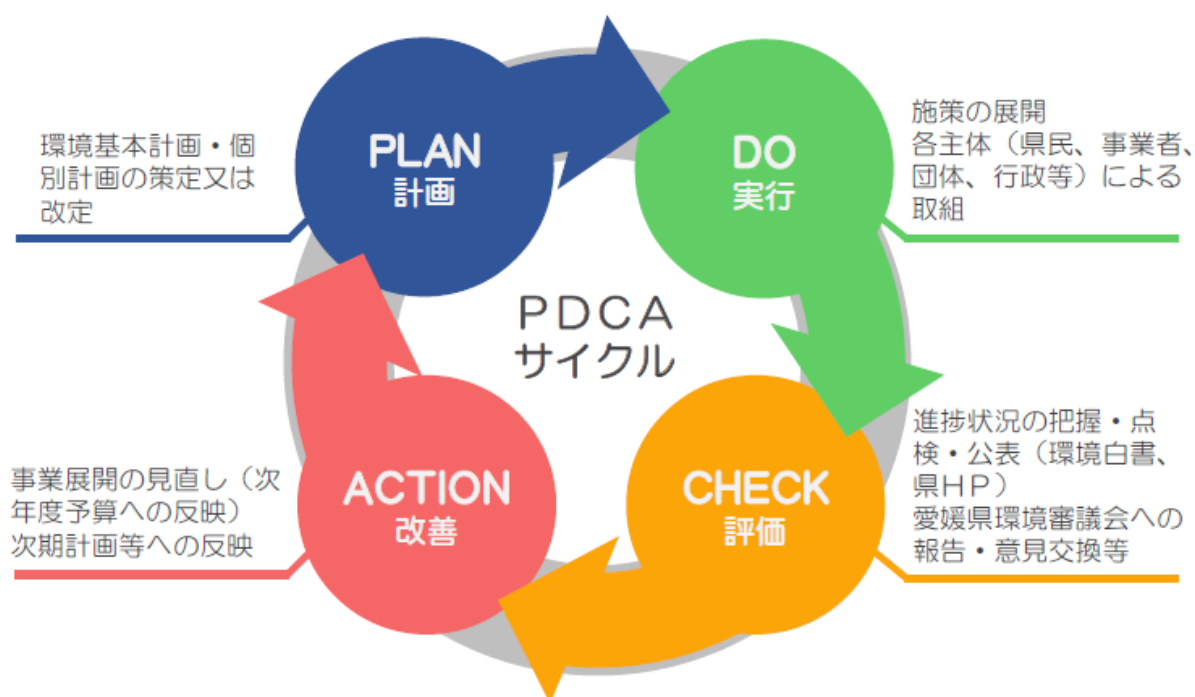 環境基本計画・個
別計画の策定又は
改定
PLAN
計画
DO
実行
施策の展開
各主体（県民、事業者、
団体、行政等）による
取組
PDCA
サイクル
事業展開の見直し（次
年度予算への反映）
次期計画等への反映
ACTION
改善
CHECK
評価
進捗状況の把握・点
検・公表（環境白書、
県HP）
愛媛県環境審議会への
報告・意見交換等